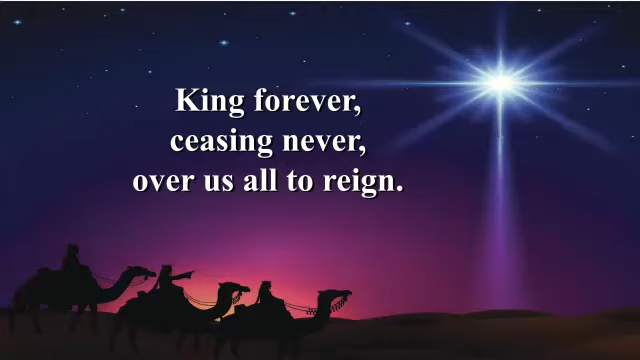 King forever,
ceasing never,
over us all to reign.